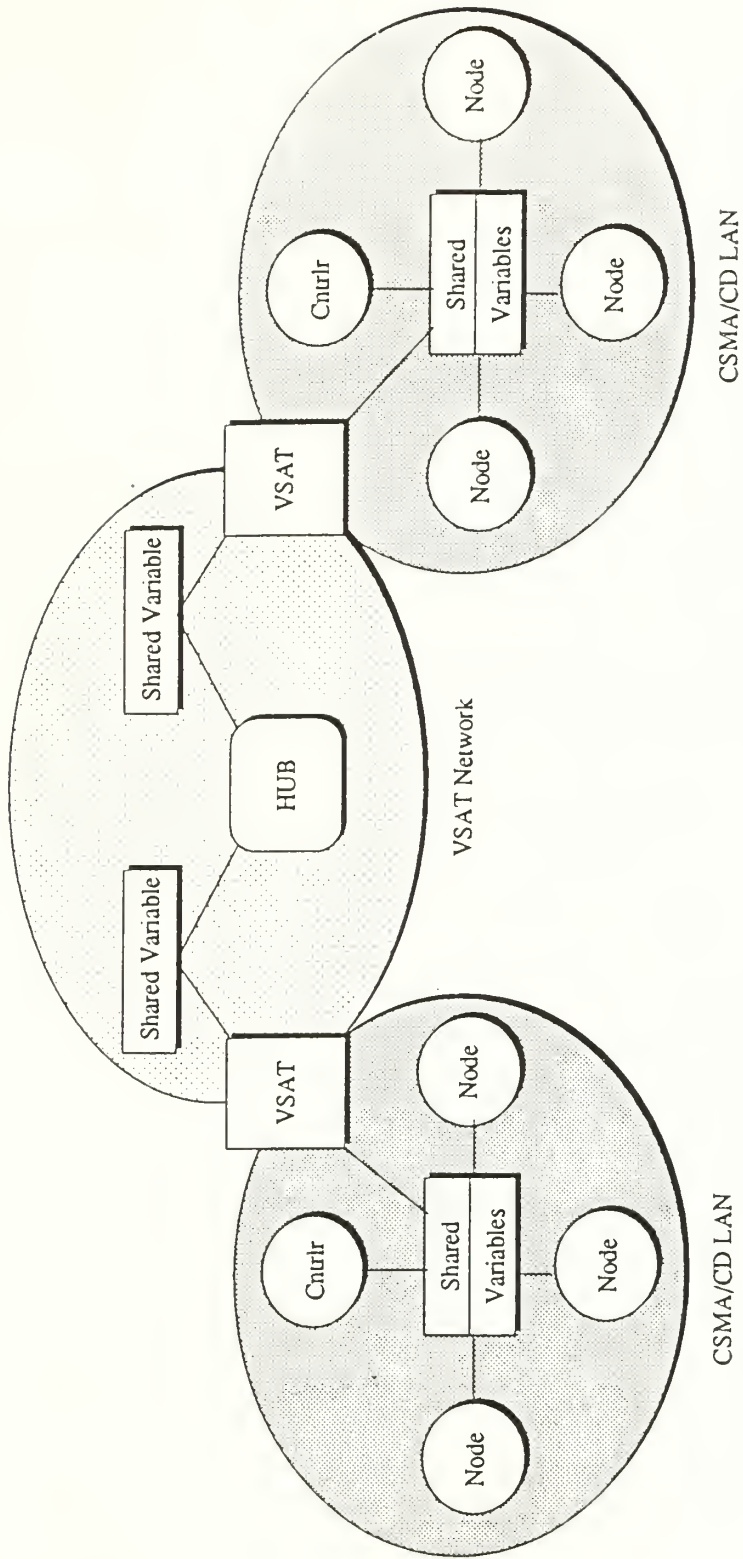 Shared Variable
Shared Variable
VSAT
HUB
VSAT
VSAT Network
Cntrlr
Shared
Variables
Node
Node
Node
CSMA/CD LAN
Cntrlr
Shared
Variables
Node
Node
Node
CSMA/CD LAN